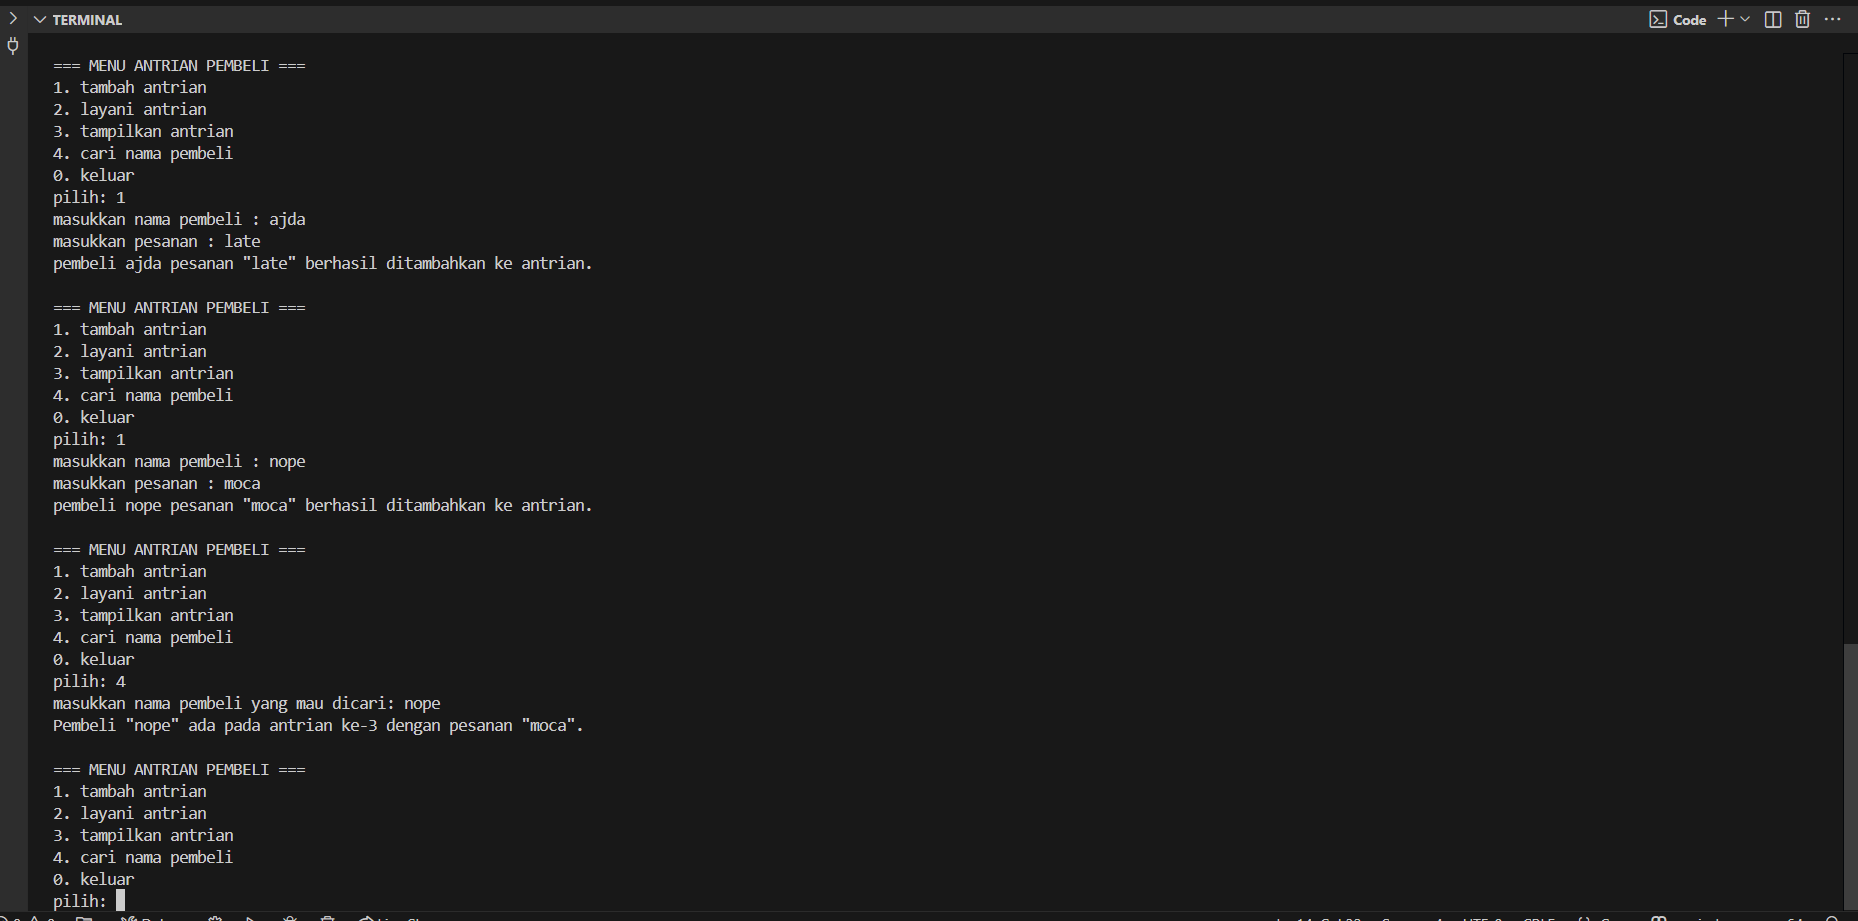 TERMINAL
Code
=== MENU ANTRIAN PEMBELI ===
1. tambah antrian
2. layani antrian
3. tampilkan antrian
4. cari nama pembeli
0. keluar
pilih: 1
masukkan nama pembeli : ajda
masukkan pesanan : late
pembeli ajda pesanan "late" berhasil ditambahkan ke antrian.
=== MENU ANTRIAN PEMBELI ===
1. tambah antrian
2. layani antrian
3. tampilkan antrian
4. cari nama pembeli
0. keluar
pilih: 1
masukkan nama pembeli : nope
masukkan pesanan : moca
pembeli nope pesanan "moca" berhasil ditambahkan ke antrian.
=== MENU ANTRIAN PEMBELI ===
1. tambah antrian
2. layani antrian
3. tampilkan antrian
4. cari nama pembeli
0. keluar
pilih: 4
masukkan nama pembeli yang mau dicari: nope
Pembeli "nope" ada pada antrian ke-3 dengan pesanan "moca".
=== MENU ANTRIAN PEMBELI ===
1. tambah antrian
2. layani antrian
3. tampilkan antrian
4. cari nama pembeli
0. keluar
pilih: